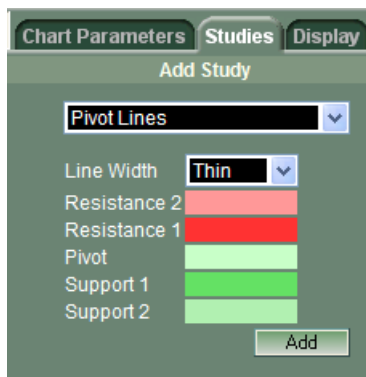 Chart Parameters Studies Display
Add Study
Pivot Lines
Line Width Thin
Resistance 2
Resistance 1
Pivot
Support 1
Support 2
Add